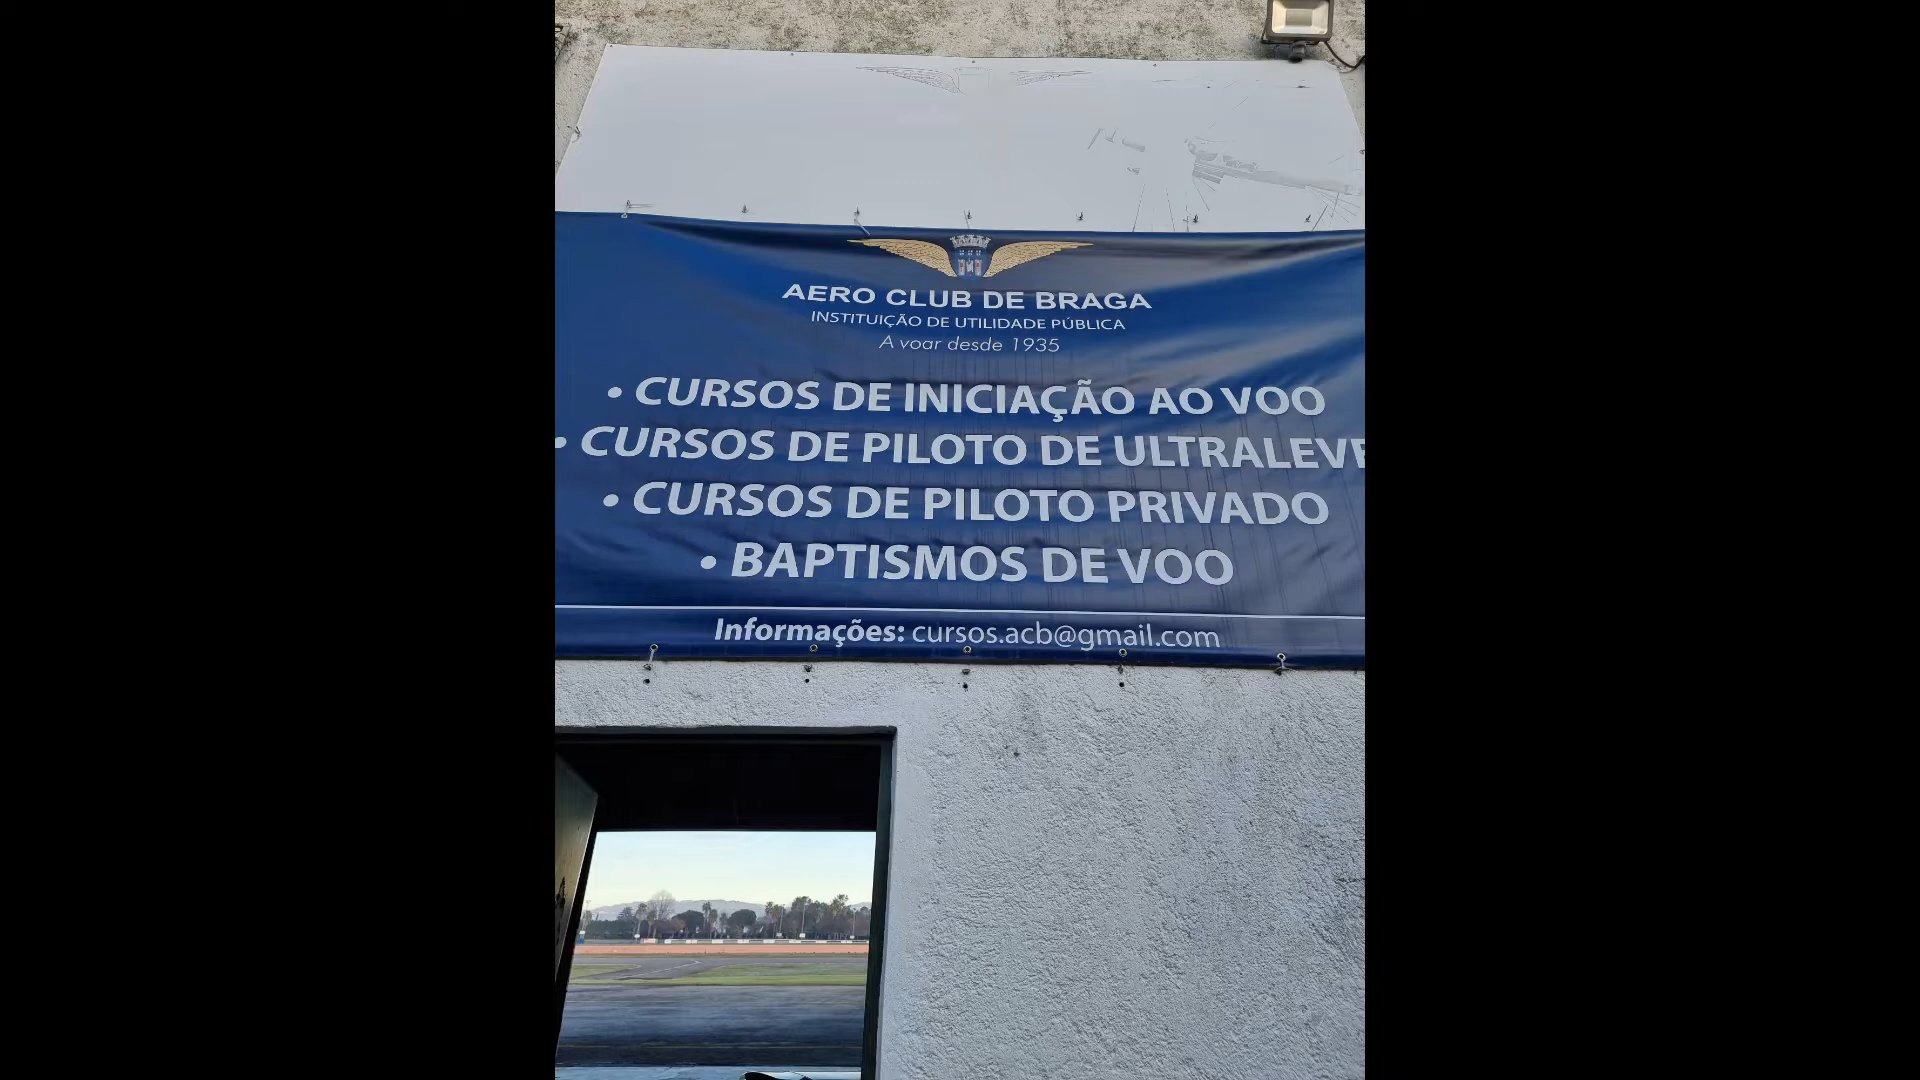 AERO CLUB DE BRAGA
INSTITUIÇÃO DE UTILIDADE PÚBLICA
A voar desde 1935
• CURSOS DE INICIAÇÃO AO VOO
• CURSOS DE PILOTO DE ULTRALEVE
• CURSOS DE PILOTO PRIVADO
• BAPTISMOS DE VOO
Informações: cursos.acb@gmail.com